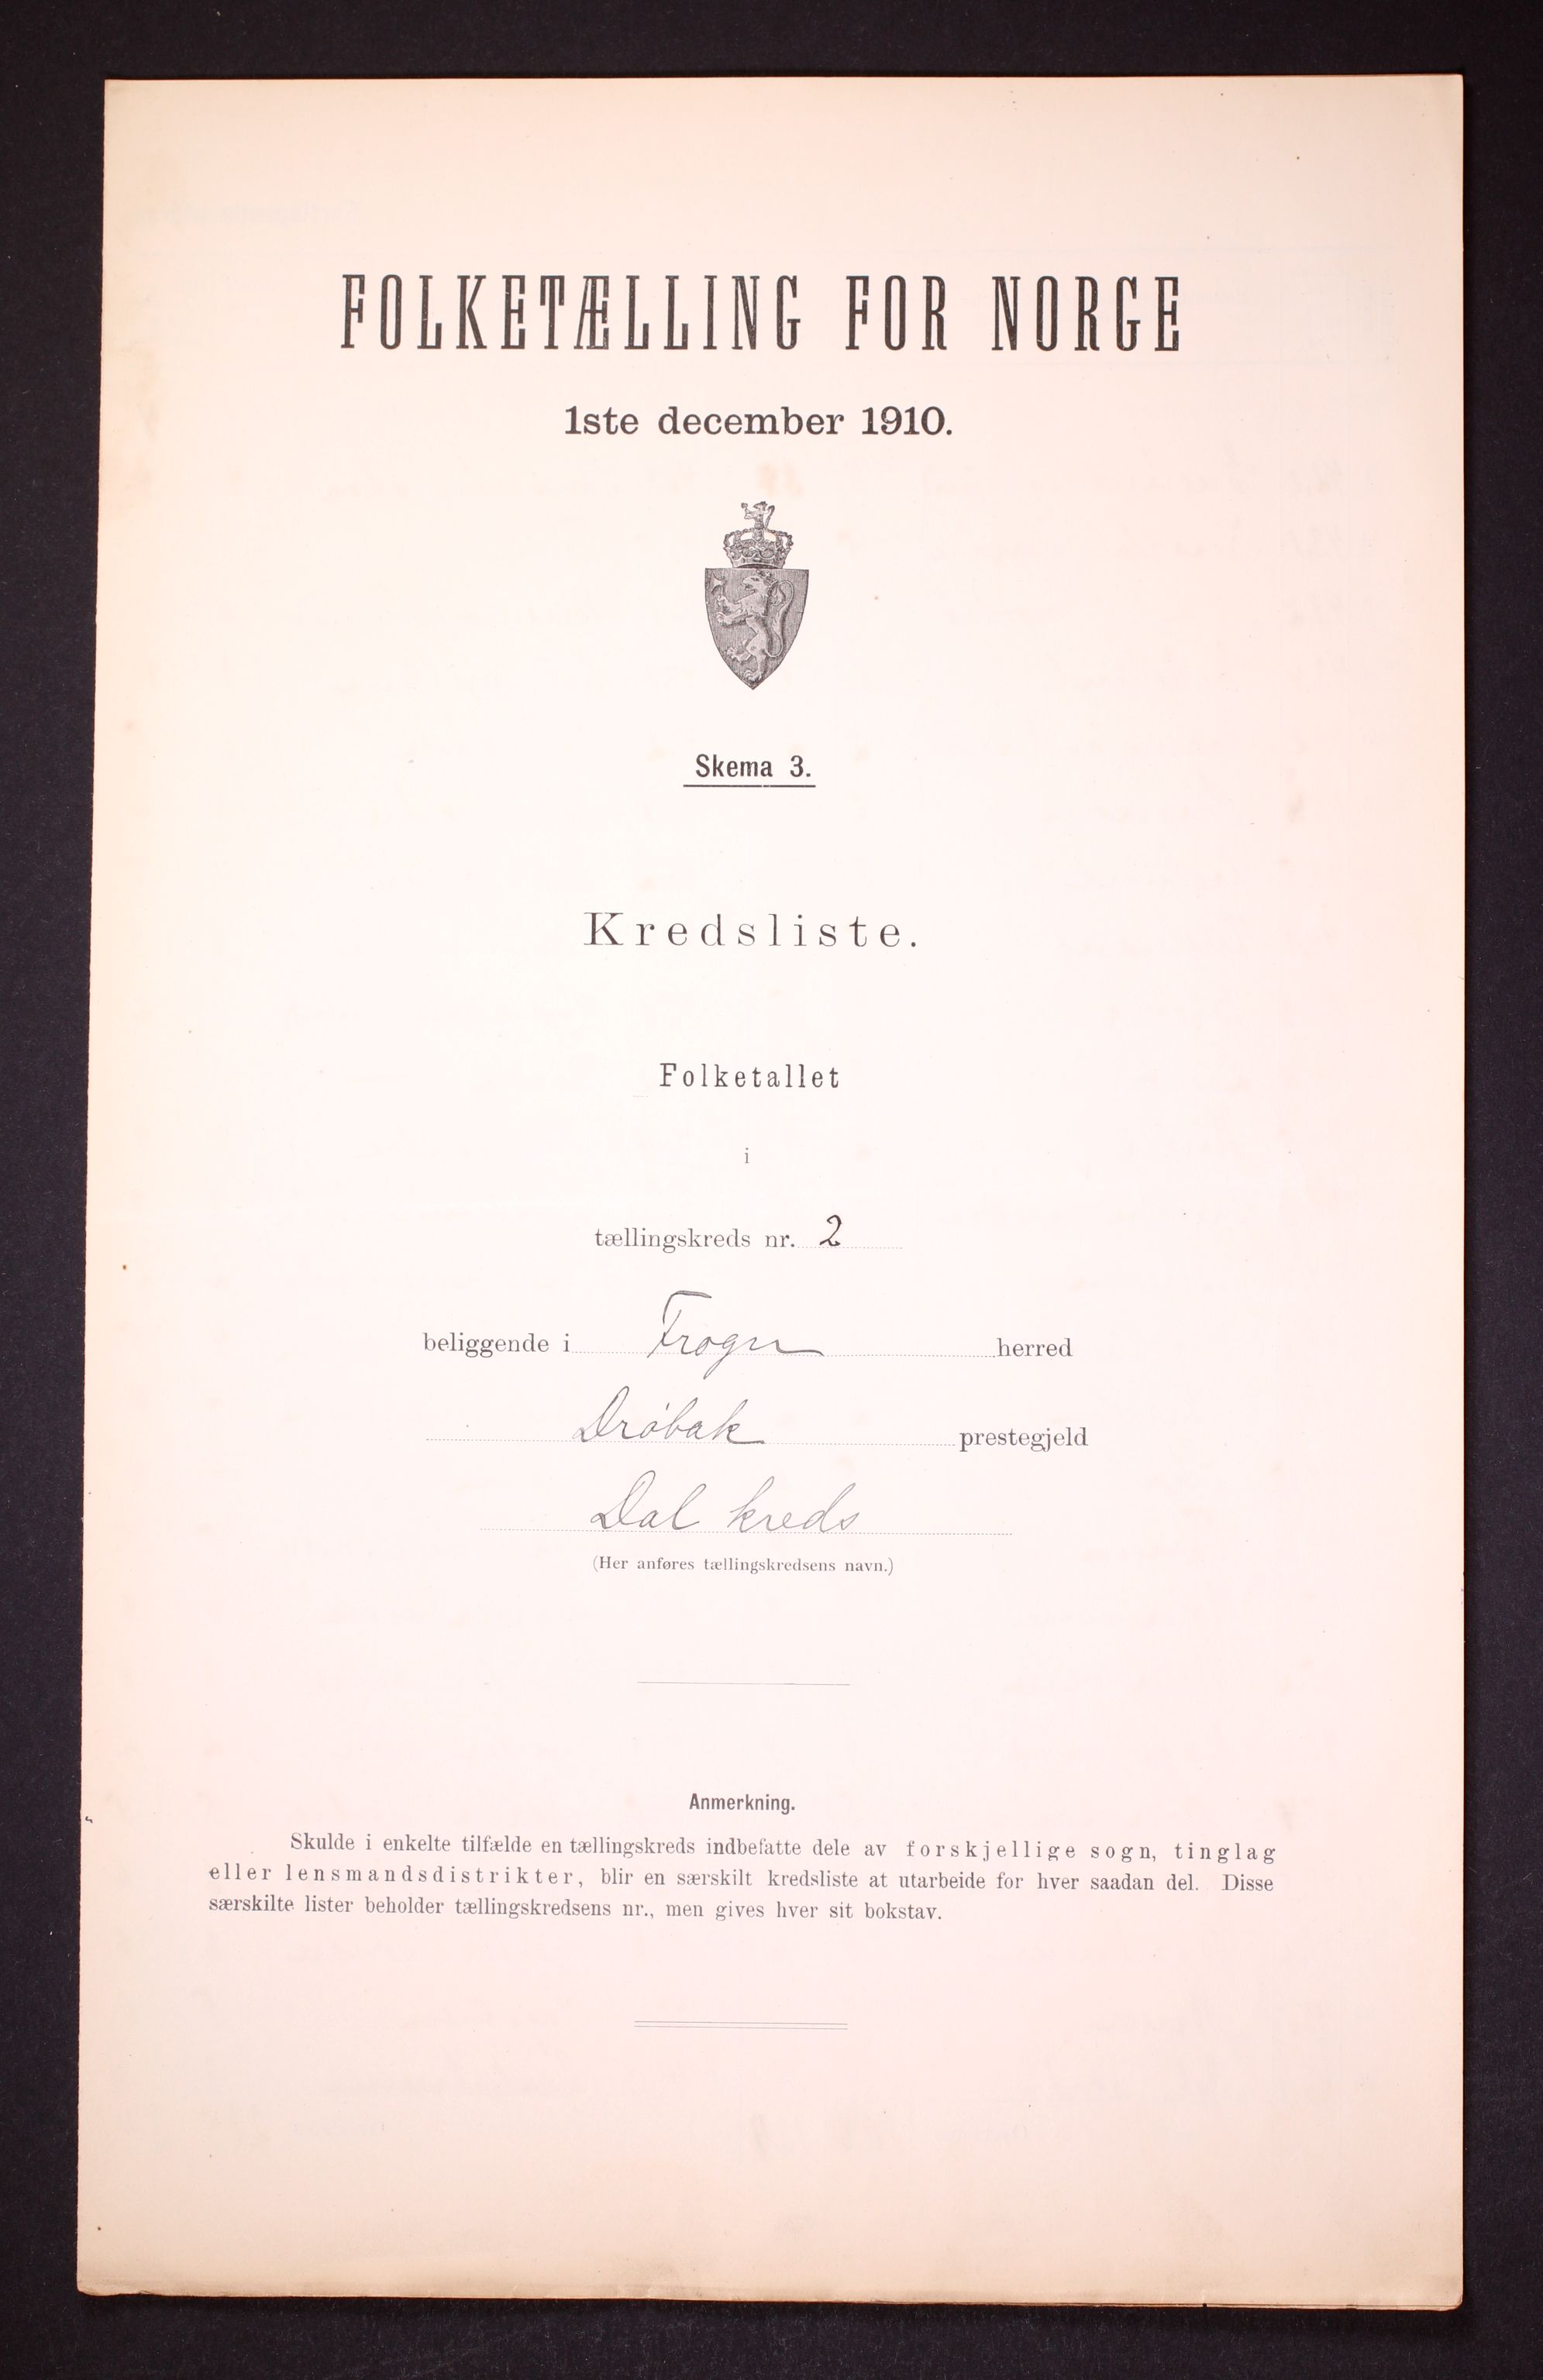 FOLKETÆLLING FOR NORGE
1ste december 1910.
Skema 3.
Kredsliste.
Folketallet
i
tællingskreds nr. 2
beliggende i Frogn herred
Drøbak prestegjeld
Dal kreds
(Her anføres tællingskredsens navn.)
Anmerkning.
Skulde i enkelte tilfælde en tællingskreds indbefatte dele av forskjellige sogn, tinglag
eller lensmandsdistrikter, blir en særskilt kredsliste at utarbeide for hver saadan del. Disse
særskilte lister beholder tællingskredsens nr., men gives hver sit bokstav.